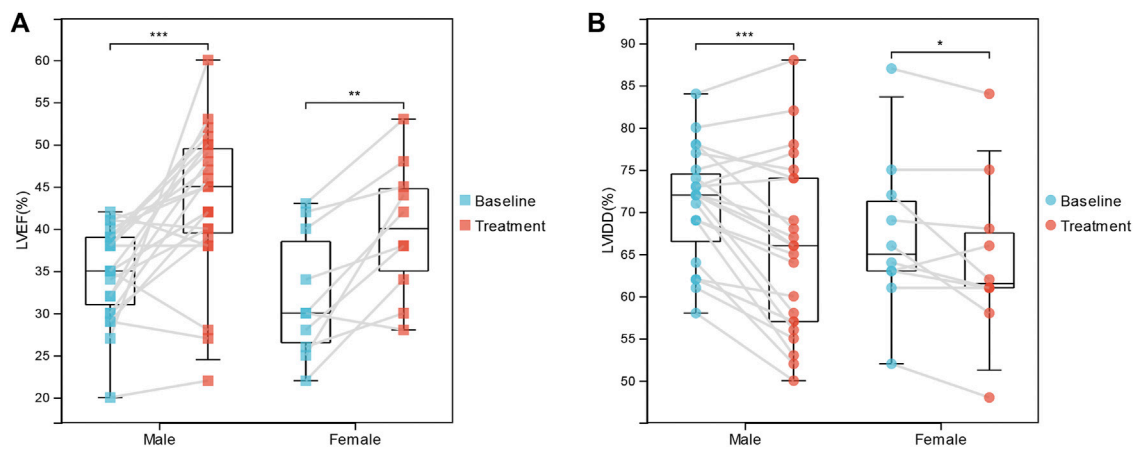 A
***
**
LVEF(%)
60
55
50
45
40
35
30
25
20
Male
Female
Baseline
Treatment
B
***
*
LVIDD(%)
90
85
80
75
70
65
60
55
50
Male
Female
Baseline
Treatment